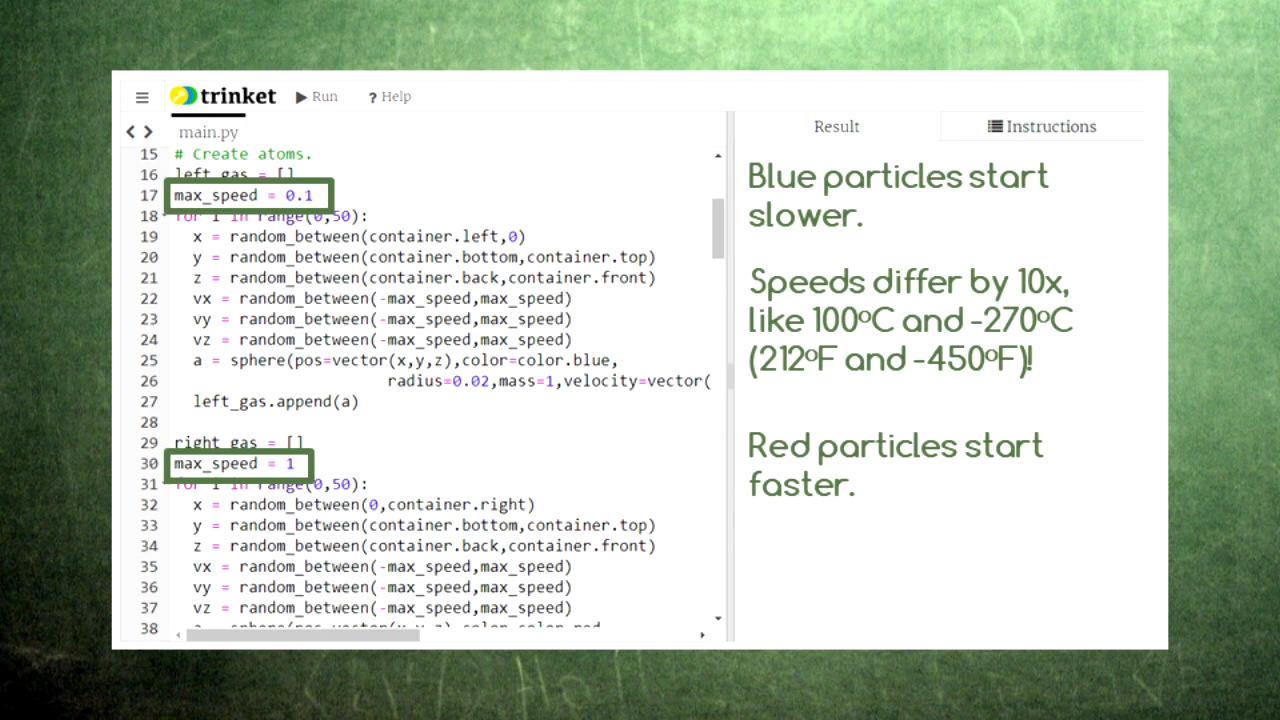 trinket Run ? Help
main.py
Result
Instructions
15 # Create atoms.
16 left_gas = []
17 max_speed = 0.1
18 for i in range(0,50):
19 x = random_between(container.left,0)
20 y = random_between(container.bottom,container.top)
21 z = random_between(container.back,container.front)
22 vx = random_between(-max_speed,max_speed)
23 vy = random_between(-max_speed,max_speed)
24 vz = random_between(-max_speed,max_speed)
25 a = sphere(pos=vector(x,y,z),color=color.blue,
26 radius=0.02,mass=1,velocity=vector(
27 left_gas.append(a)
28
29 right_gas = []
30 max_speed = 1
31 for i in range(0,50):
32 x = random_between(0,container.right)
33 y = random_between(container.bottom,container.top)
34 z = random_between(container.back,container.front)
35 vx = random_between(-max_speed,max_speed)
36 vy = random_between(-max_speed,max_speed)
37 vz = random_between(-max_speed,max_speed)
38
Blue particles start
slower.
Speeds differ by 10x,
like 100ºC and -270ºC
(212ºF and -450ºF)!
Red particles start
faster.